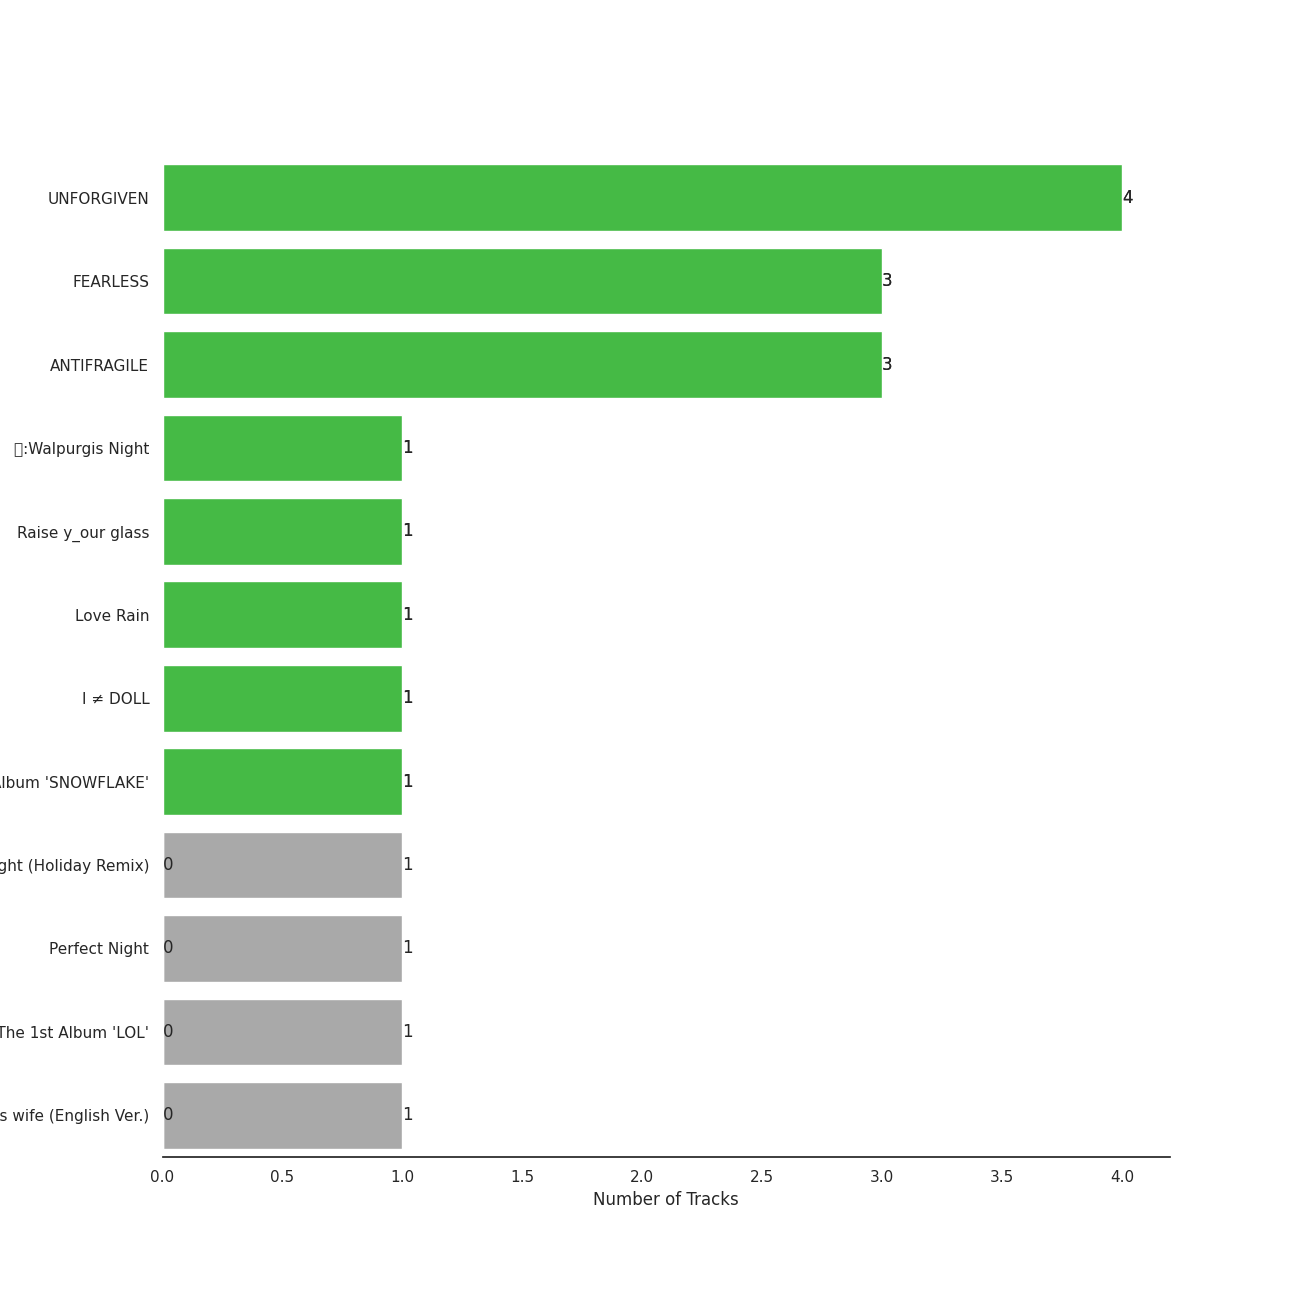 UNFORGIVEN 4
FEARLESS 3
ANTIFRAGILE 3
:Walpurgis Night 1
Raise y_our glass 1
Love Rain 1
I ≠ DOLL 1
Album 'SNOWFLAKE' 1
ght (Holiday Remix) 0 1
Perfect Night 0 1
The 1st Album 'LOL' 0 1
s wife (English Ver.) 0 1
0.0 0.5 1.0 1.5 2.0 2.5 3.0 3.5 4.0
Number of Tracks